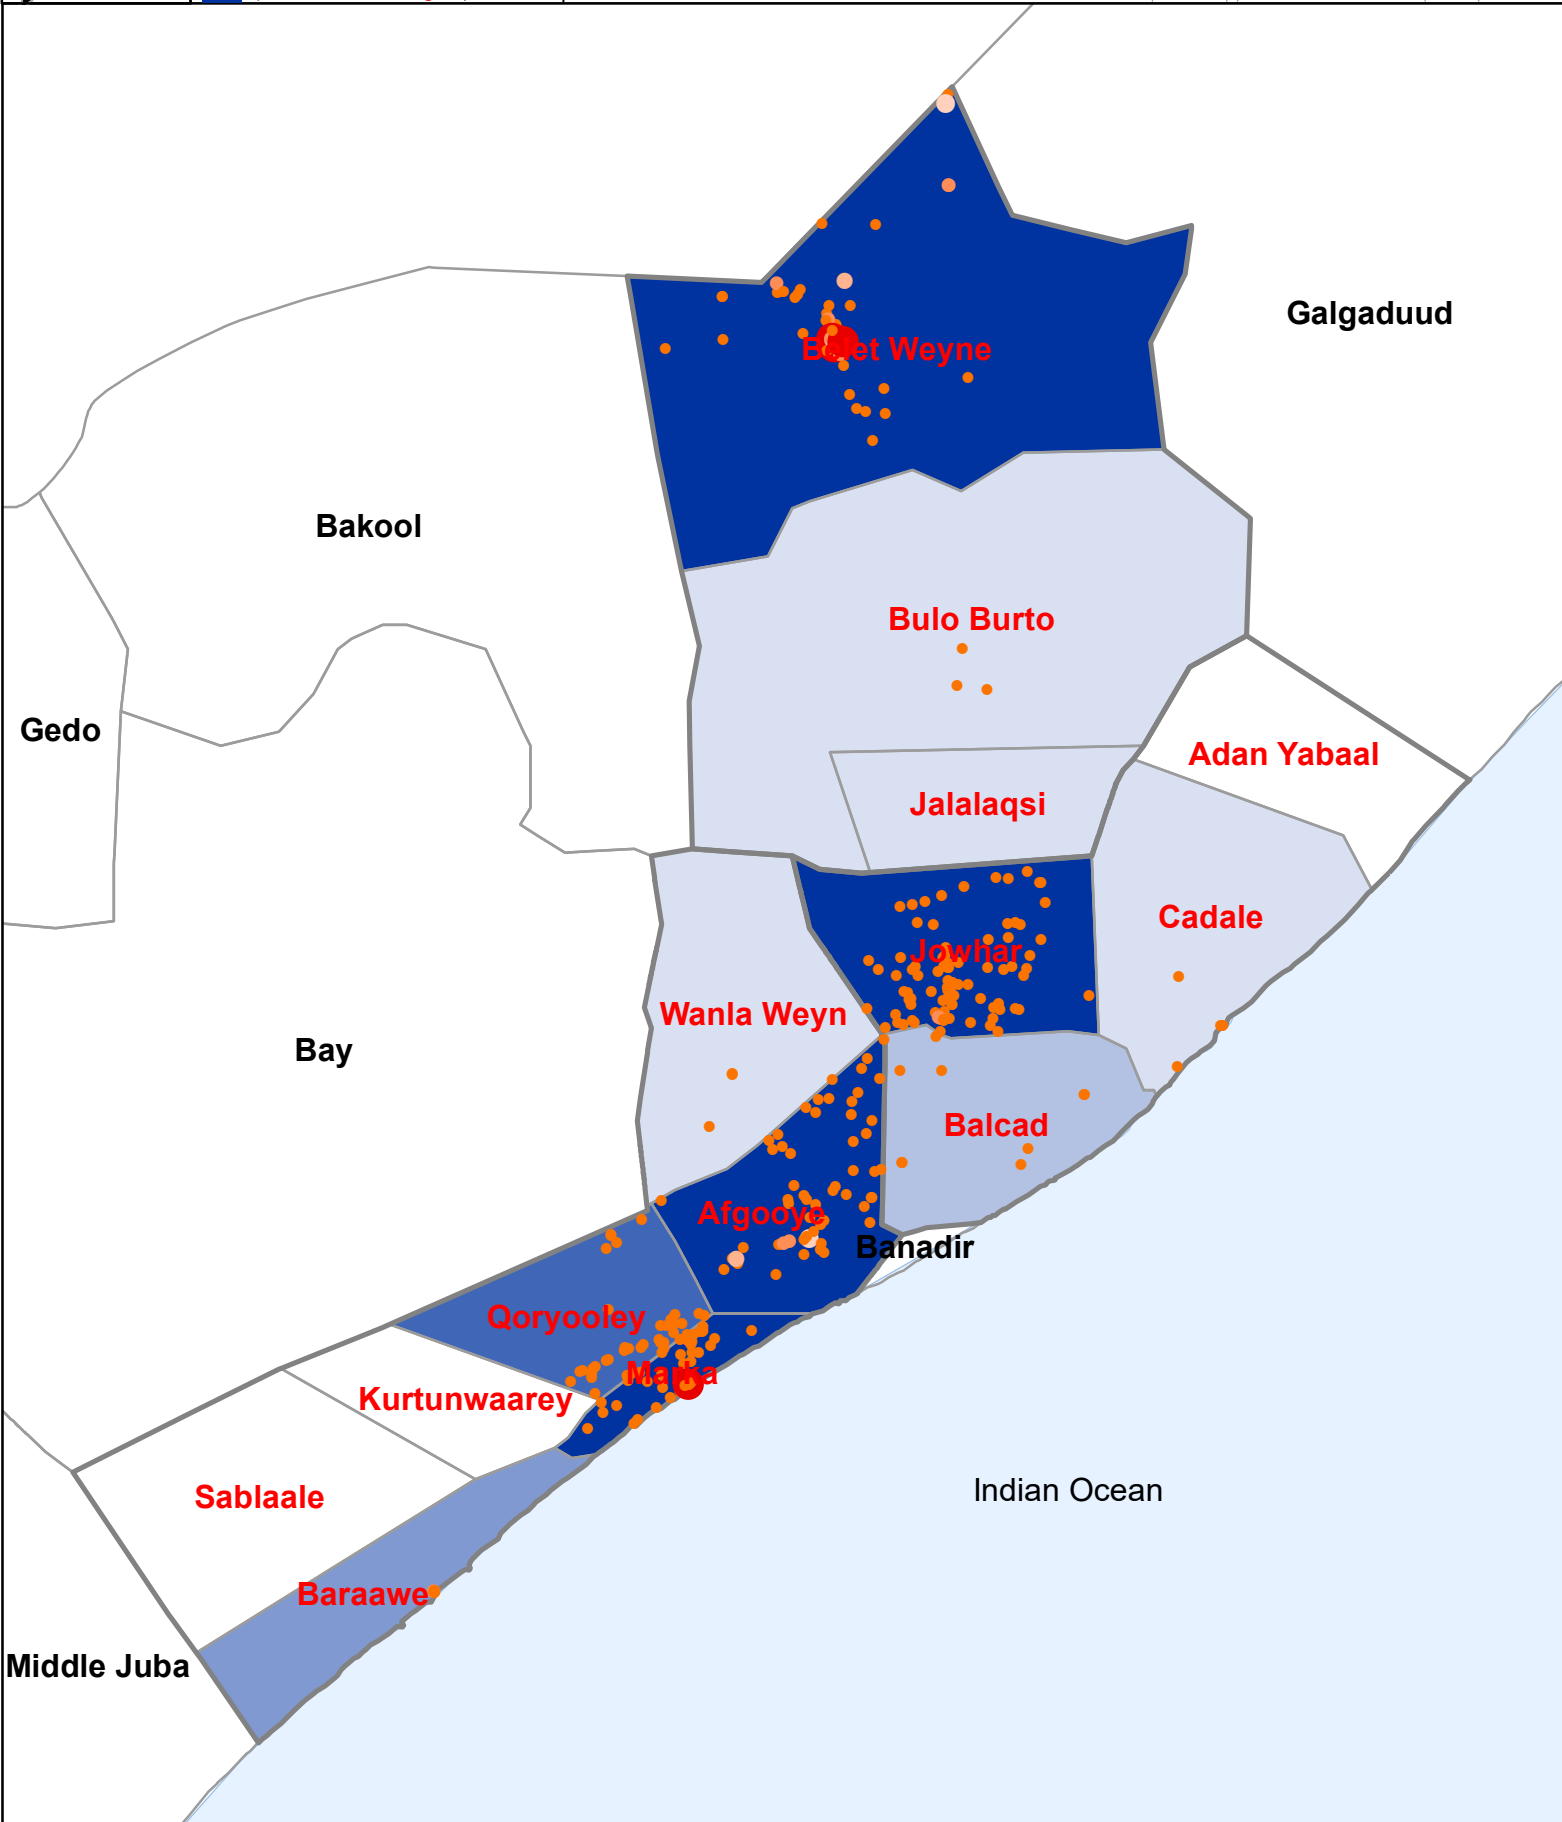 Galgaduud
Belet Weyne
Bakool
Bulo Burto
Gedo
Adan Yabaal
Jalalaqsi
Cadale
Jowhar
Wanla Weyn
Bay
Balcad
Afgooye
Banadir
Qoryooley
Marka
Kurtunwaarey
Indian Ocean
Sablaale
Baraawe
Middle Juba